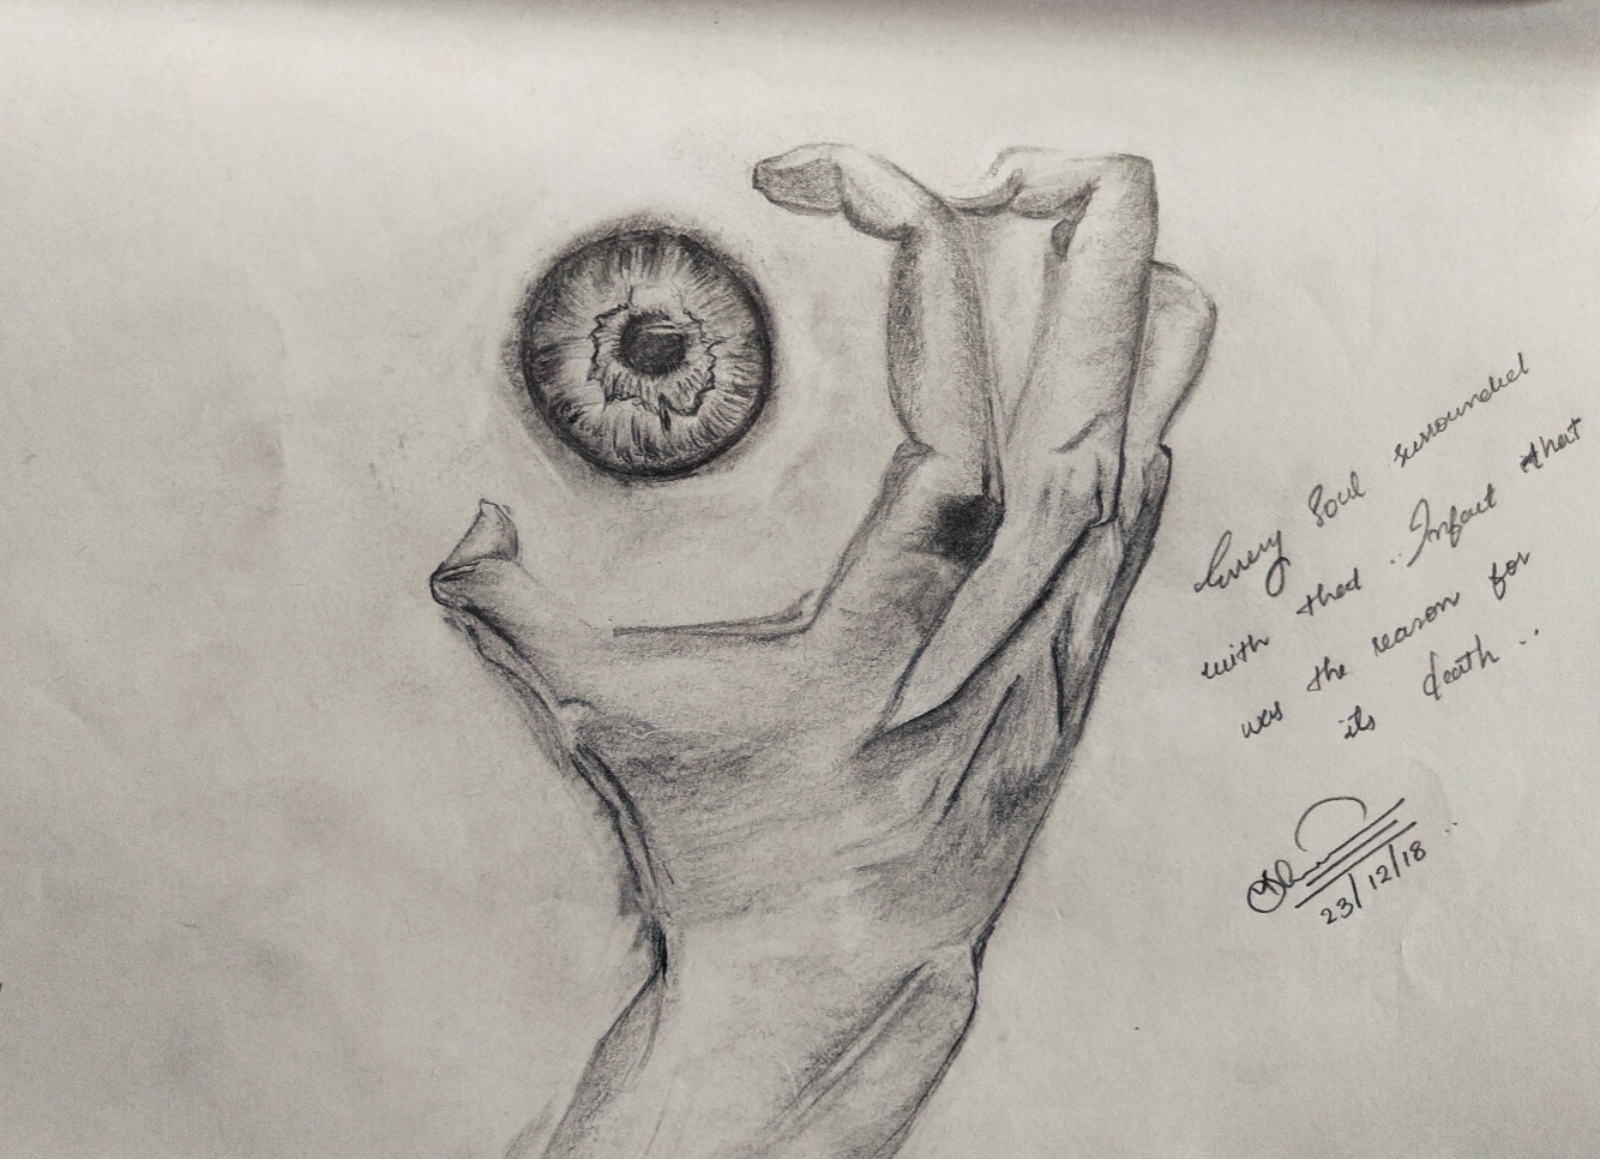 Every Soul surrounded
with thed .. Infact that
was the reason for
its death ..
23/12/18 ..